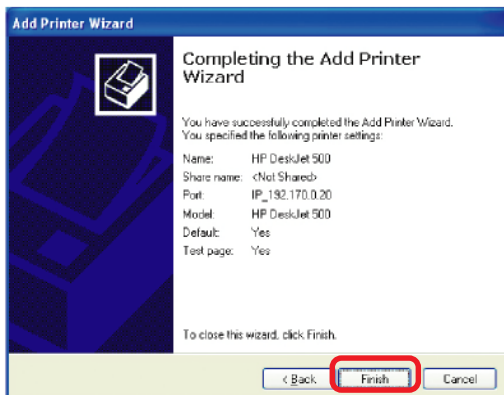 Add Printer Wizard
Completing the Add Printer
Wizard
You have successfully completed the Add Printer Wizard.
You specified the following printer settings:
Name: HP DeskJet 500
Share name: <Not Shared>
Port: IP_192.170.0.20
Model: HP DeskJet 500
Default: Yes
Test page: Yes
To close this wizard, click Finish.
< Back Finish Cancel